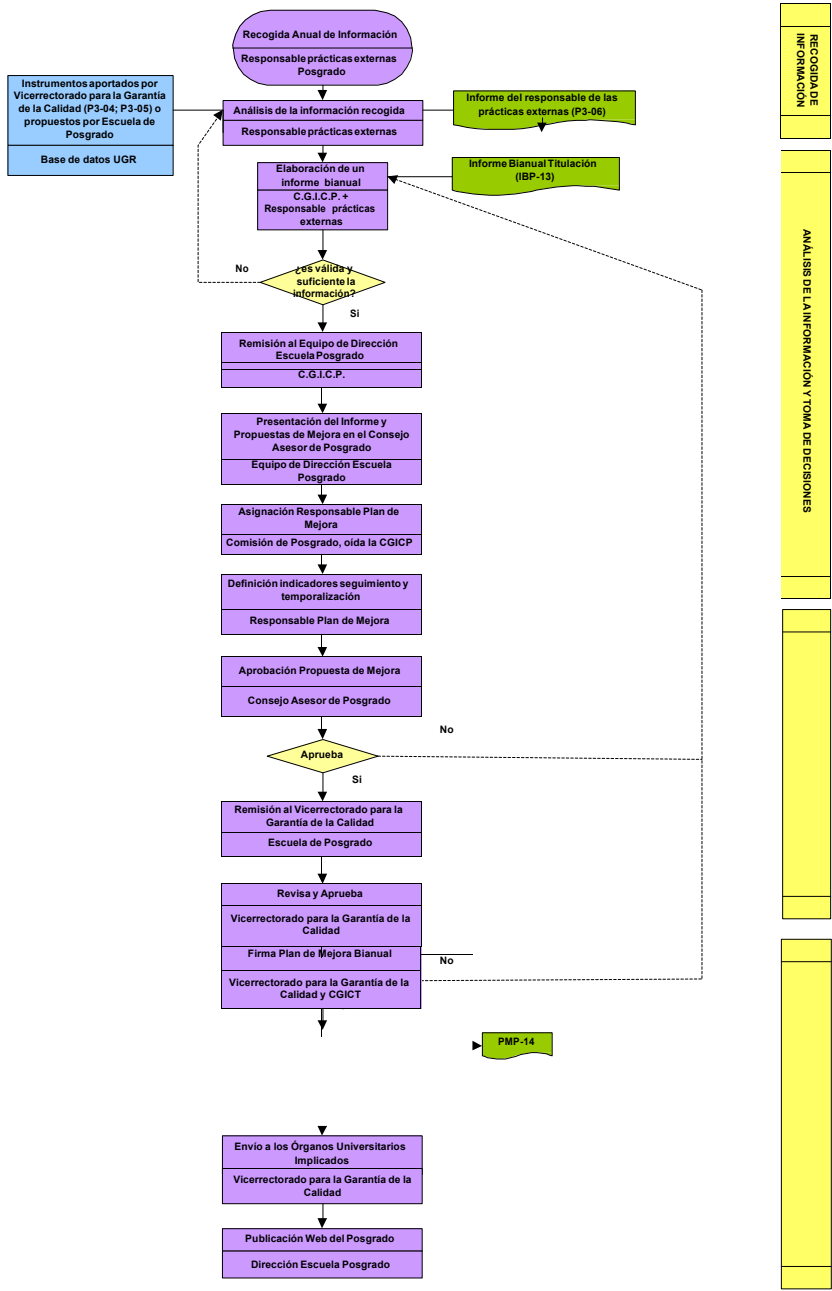 Recogida Anual de Información
Responsable prácticas externas
Posgrado
RECOGIDA DE
INFORMACIÓN
Instrumentos aportados por
Vicerrectorado para la Garantía
de la Calidad (P3-04; P3-05) o
propuestos por Escuela de
Posgrado
Base de datos UGR
Análisis de la información recogida
Responsable prácticas externas
Informe del responsable de las
prácticas externas (P3-06)
Elaboración de un
informe bianual
C.G.I.C.P. +
Responsable prácticas
externas
Informe Bianual Titulación
(IBP-13)
ANÁLISIS DE LA INFORMACIÓN Y TOMA DE DECISIONES
No
¿es válida y
suficiente la
información?
Si
Remisión al Equipo de Dirección
Escuela Posgrado
C.G.I.C.P.
Presentación del Informe y
Propuestas de Mejora en el Consejo
Asesor de Posgrado
Equipo de Dirección Escuela
Posgrado
Asignación Responsable Plan de
Mejora
Comisión de Posgrado, oída la CGICP
Definición indicadores seguimiento y
temporalización
Responsable Plan de Mejora
Aprobación Propuesta de Mejora
Consejo Asesor de Posgrado
No
Aprueba
Si
Remisión al Vicerrectorado para la
Garantía de la Calidad
Escuela de Posgrado
Revisa y Aprueba
Vicerrectorado para la Garantía de la
Calidad
Firma Plan de Mejora Bianual
No
Vicerrectorado para la Garantía de la
Calidad y CGICT
PMP-14
Envío a los Órganos Universitarios
Implicados
Vicerrectorado para la Garantía de la
Calidad
Publicación Web del Posgrado
Dirección Escuela Posgrado